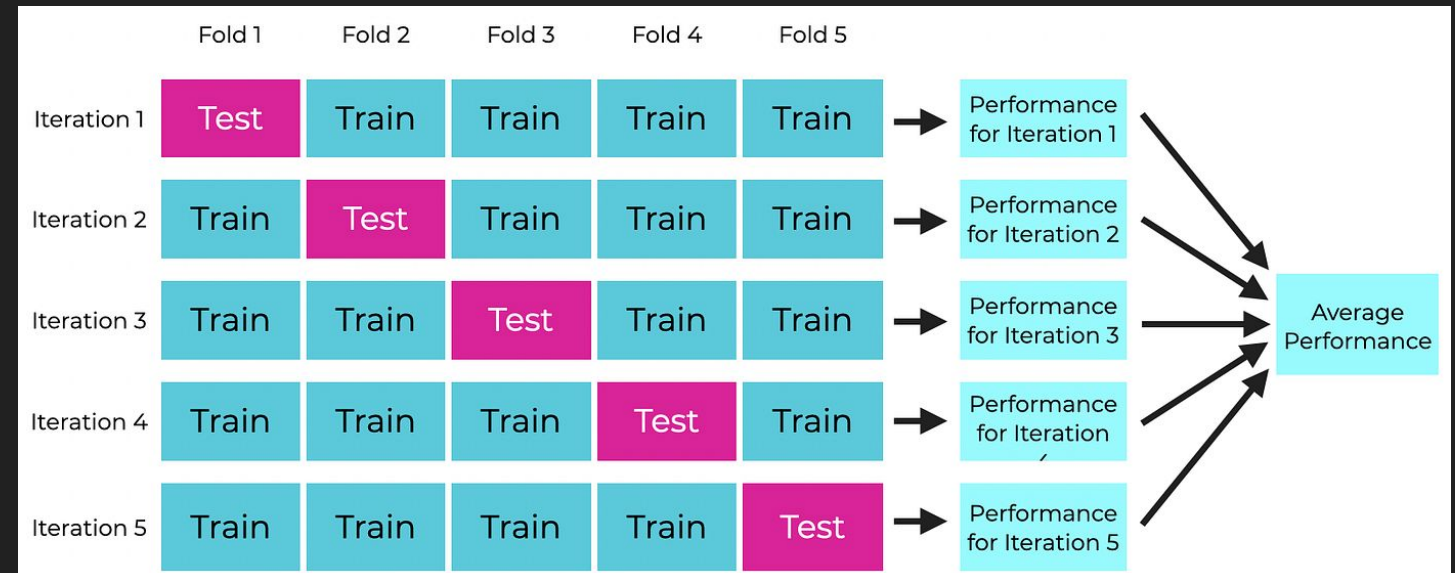 Fold 1 Fold 2 Fold 3 Fold 4 Fold 5
Iteration 1 Test Train Train Train Train
Performance
for Iteration 1
Iteration 2 Train Test Train Train Train
Performance
for Iteration 2
Iteration 3 Train Train Test Train Train
Performance
for Iteration 3
Average
Performance
Iteration 4 Train Train Train Test Train
Performance
for Iteration
Iteration 5 Train Train Train Train Test
Performance
for Iteration 5